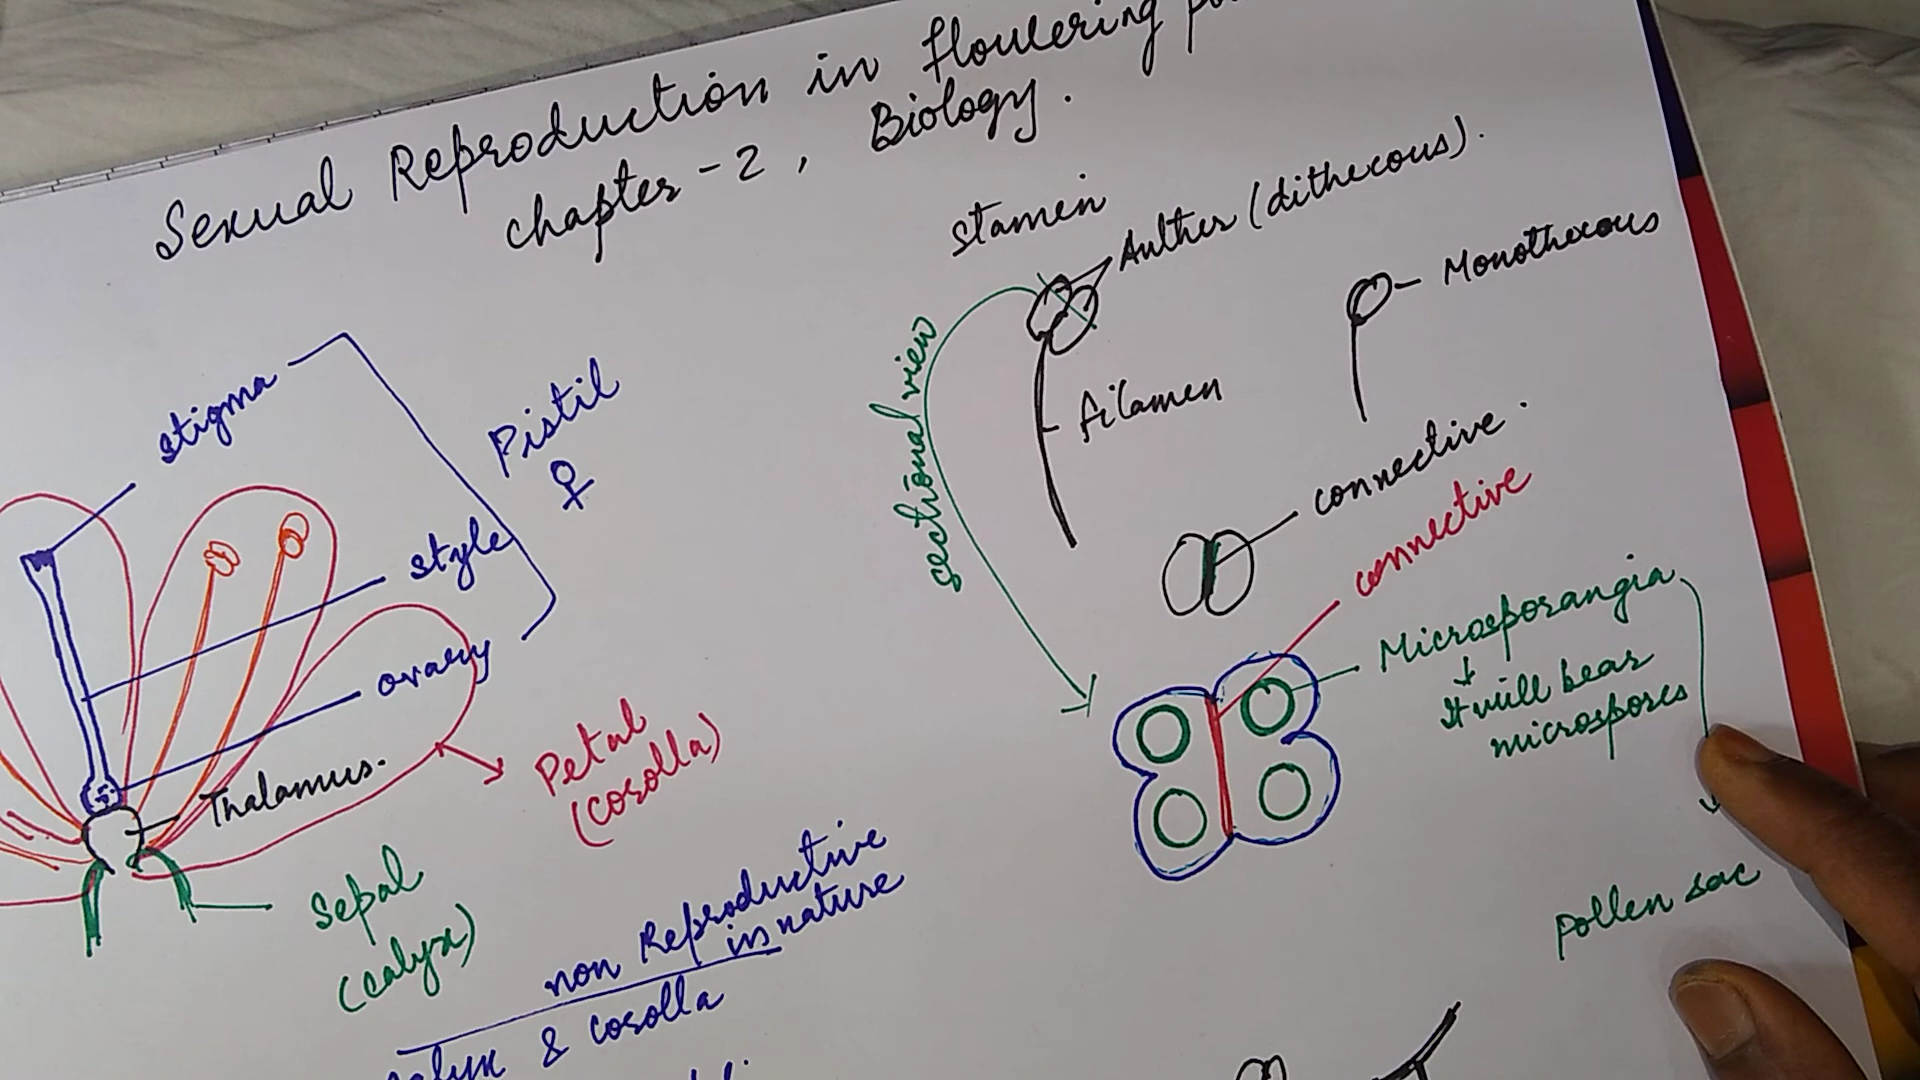 Sexual Reproduction in flowering
chapter-2, Biology.
stamen
Anther (dithecous).
Monothecous
sectional view
filamen
stigma
Pistil
♀
style
ovary
Thalamus.
Petal
(corolla)
Sepal
(calyx)
connective.
connective
Microsporangia
↓
It will bear
microspores
pollen sac
non Reproductive
in nature
& corolla